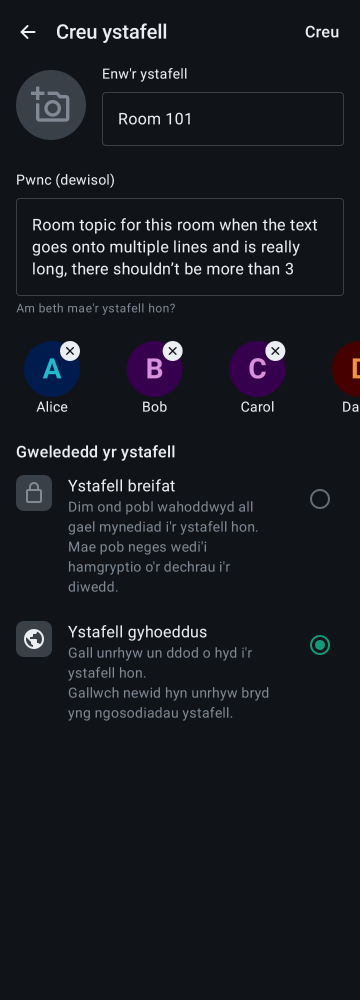 Creu ystafell
Creu
Enw'r ystafell
Room 101
Pwnc (dewisol)
Room topic for this room when the text
goes onto multiple lines and is really
long, there shouldn’t be more than 3
Am beth mae'r ystafell hon?
A
B
C
D
Alice
Bob
Carol
Da
Gwelededd yr ystafell
Ystafell breifat
Dim ond pobl wahoddwyd all
gael mynediad i'r ystafell hon.
Mae pob neges wedi'i
hamgryptio o'r dechrau i'r
diwedd.
Ystafell gyhoeddus
Gall unrhyw un ddod o hyd i'r
ystafell hon.
Gallwch newid hyn unrhyw bryd
yng ngosodiadau ystafell.